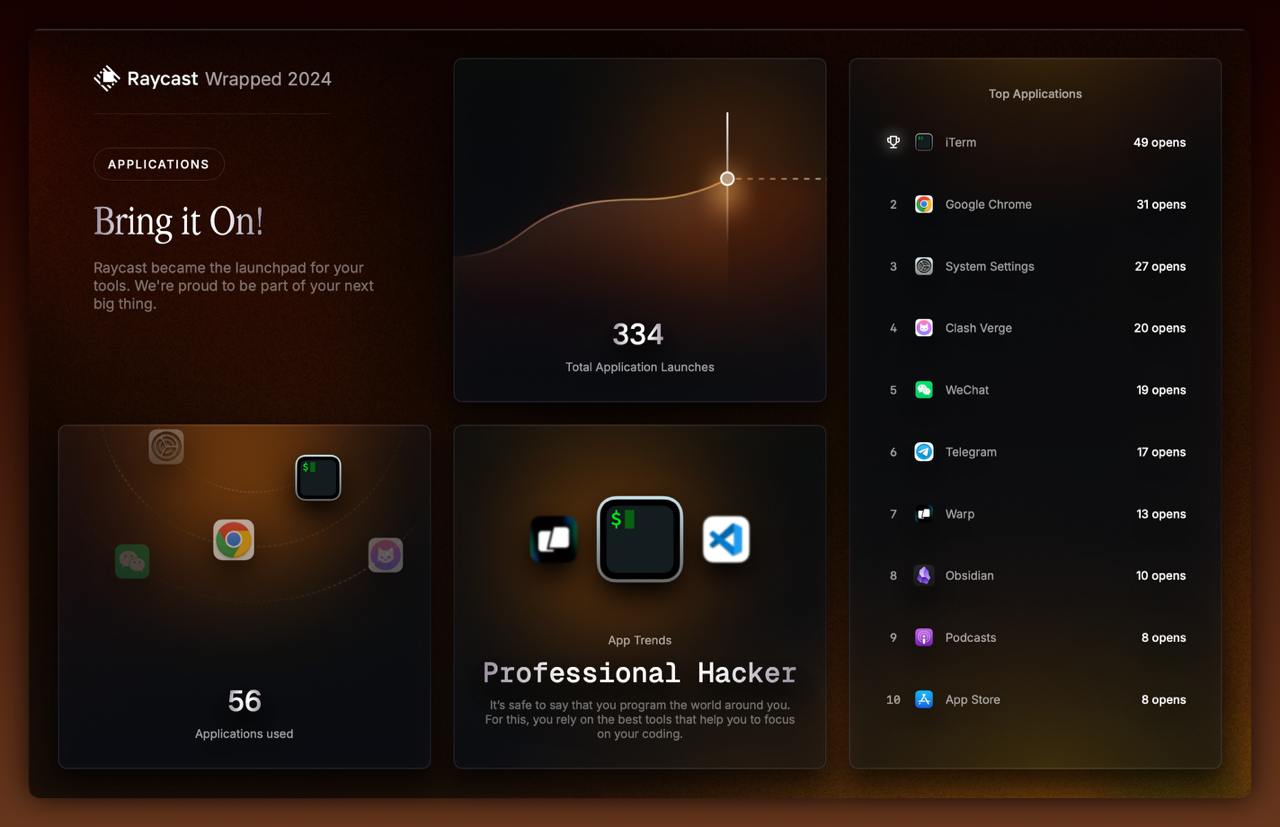 Raycast Wrapped 2024
APPLICATIONS
Bring it On!
Raycast became the launchpad for your
tools. We're proud to be part of your next
big thing.
334
Total Application Launches
$
56
Applications used
$
App Trends
Professional Hacker
It's safe to say that you program the world around you.
For this, you rely on the best tools that help you to focus
on your coding.
Top Applications
iTerm 49 opens
2 Google Chrome 31 opens
3 System Settings 27 opens
4 Clash Verge 20 opens
5 WeChat 19 opens
6 Telegram 17 opens
7 Warp 13 opens
8 Obsidian 10 opens
9 Podcasts 8 opens
10 App Store 8 opens